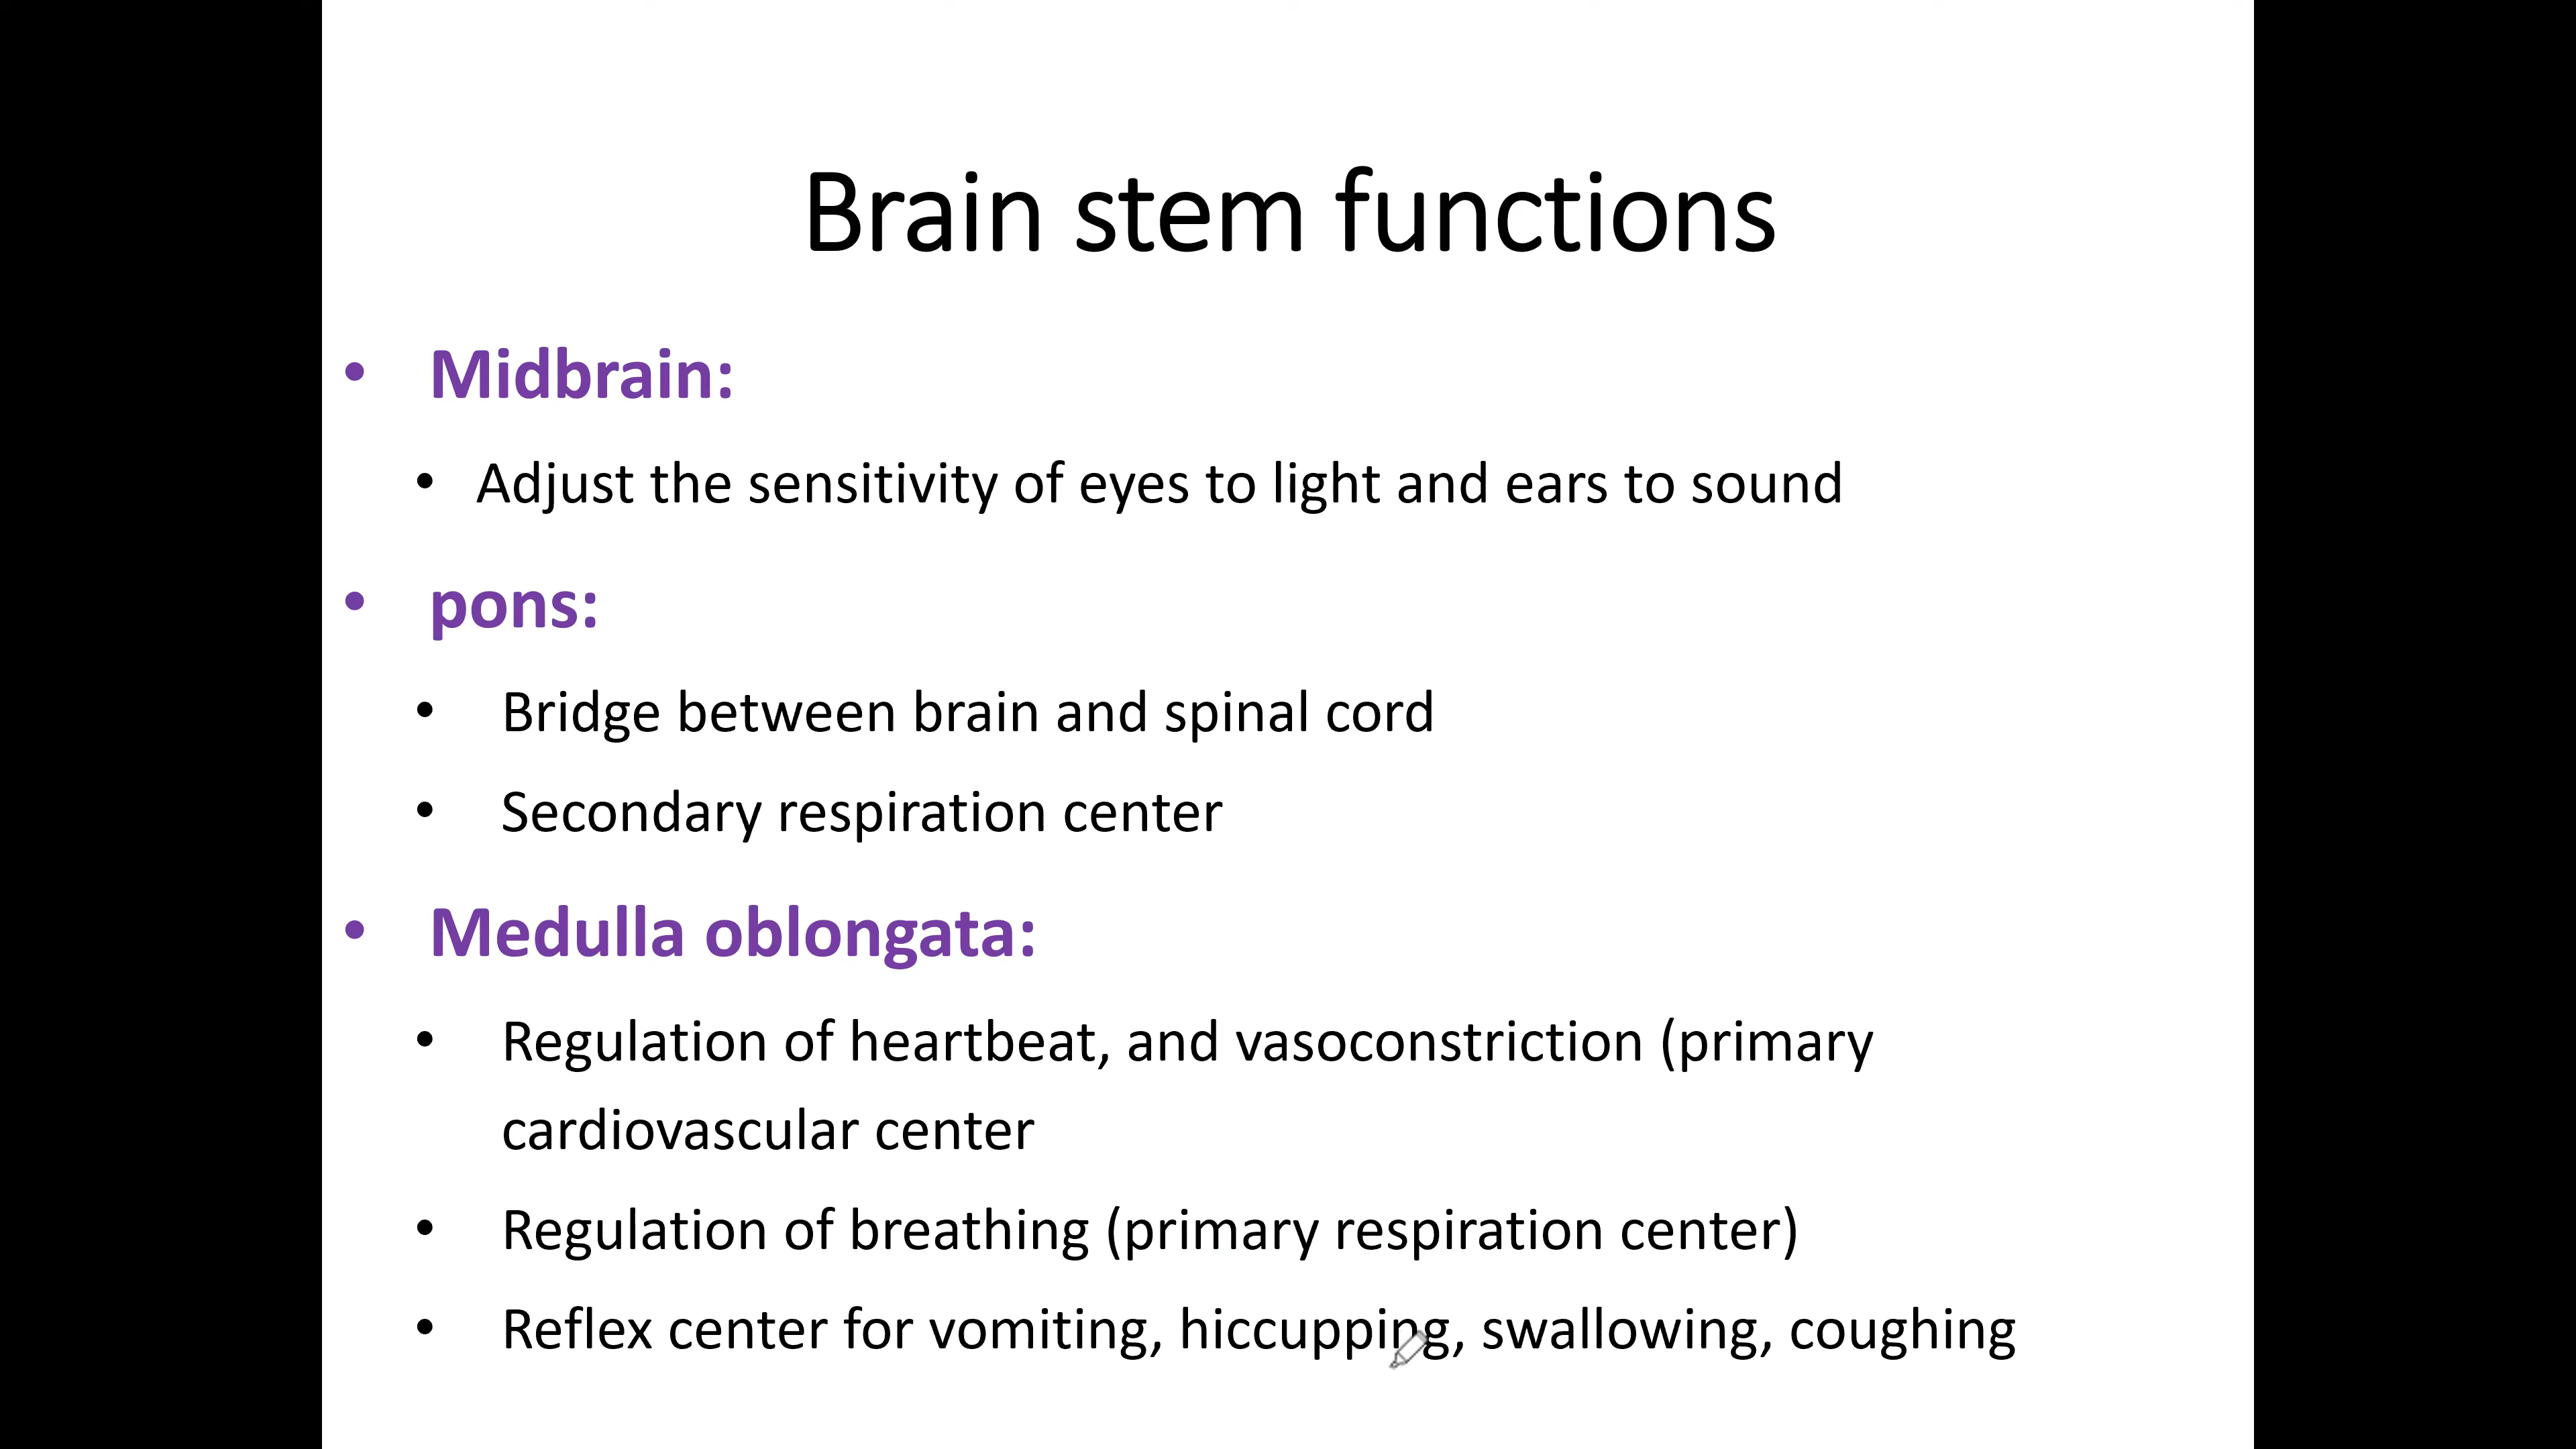 Brain stem functions
• Midbrain:
• Adjust the sensitivity of eyes to light and ears to sound
• pons:
• Bridge between brain and spinal cord
• Secondary respiration center
• Medulla oblongata:
• Regulation of heartbeat, and vasoconstriction (primary
cardiovascular center
• Regulation of breathing (primary respiration center)
• Reflex center for vomiting, hiccupping, swallowing, coughing